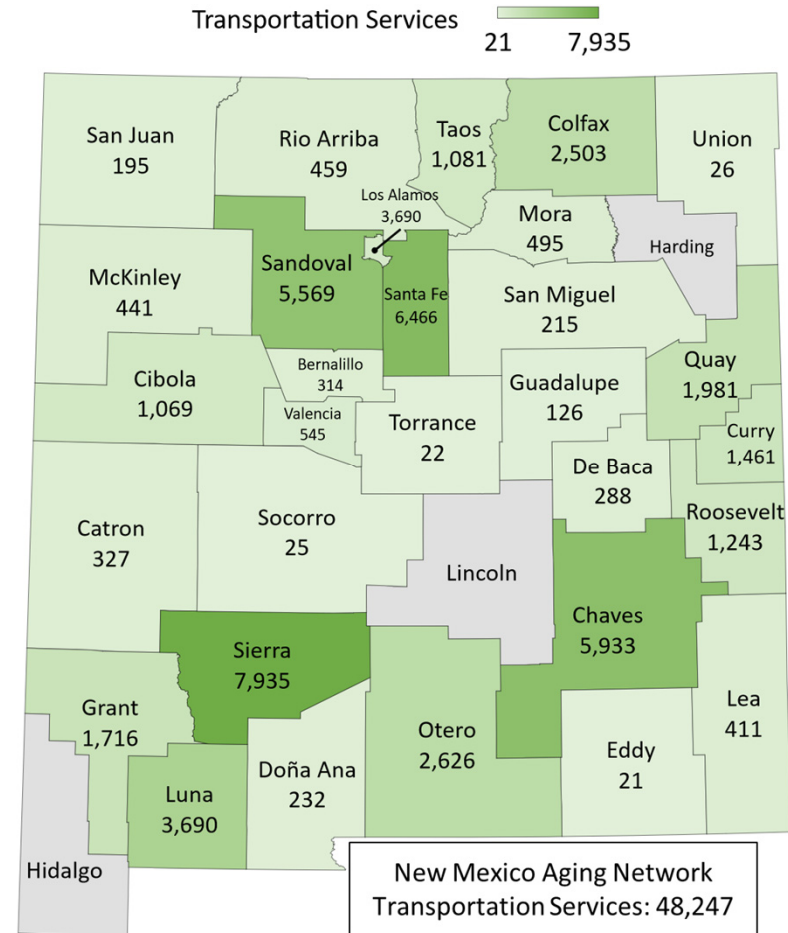 Transportation Services
21 7,935
San Juan
195
Rio Arriba
459
Taos
1,081
Colfax
2,503
Union
26
Los Alamos
3,690
Mora
495
Harding
McKinley
441
Sandoval
5,569
Santa Fe
6,466
San Miguel
215
Cibola
1,069
Bernalillo
314
Valencia
545
Torrance
22
Guadalupe
126
Quay
1,981
Curry
1,461
De Baca
288
Roosevelt
1,243
Catron
327
Socorro
25
Lincoln
Chaves
5,933
Sierra
7,935
Grant
1,716
Otero
2,626
Lea
411
Eddy
21
Doña Ana
232
Luna
3,690
Hidalgo
New Mexico Aging Network
Transportation Services: 48,247